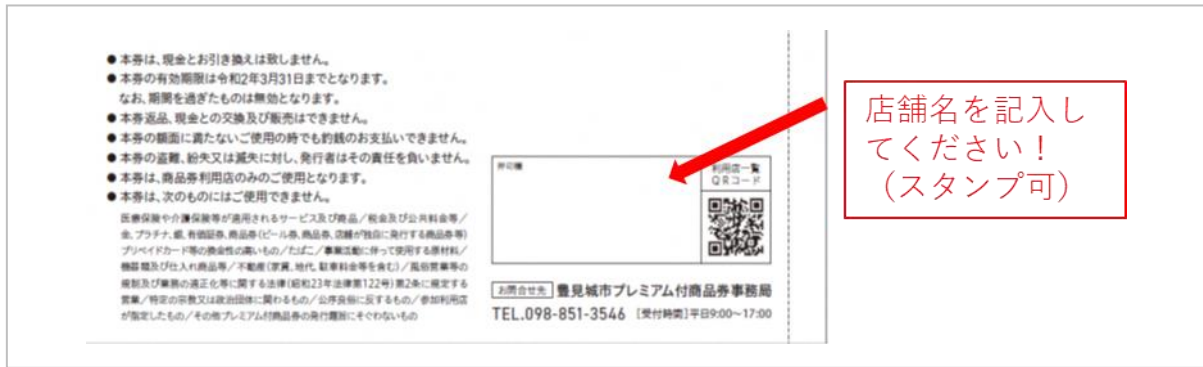 ● 本券は、現金とお引き換えは致しません。
● 本券の有効期限は令和2年3月31日までとなります。
なお、期間を過ぎたものは無効となります。
● 本券返品、現金との交換及び販売はできません。
● 本券の額面に満たないご使用の時でも釣銭のお支払いできません。
● 本券の盗難、紛失又は滅失に対し、発行者はその責任を負いません。
● 本券は、商品券利用店のみのご使用となります。
● 本券は、次のものにはご使用できません。
医療保険や介護保険等が適用されるサービス及び商品／税金及び公共料金等／
金、プラチナ、銀、有価証券、商品券(ビール券、商品券、店舗が独自に発行する商品券等)
プリペイドカード等の換金性の高いもの／たばこ／事業活動に伴って使用する原材料／
機器類及び仕入れ商品等／不動産(家賃、地代、駐車料金等を含む)／風俗営業等の
規制及び業務の適正化等に関する法律(昭和23年法律第122号)第2条に規定する
営業／特定の宗教又は政治団体に関わるもの／公序良俗に反するもの／参加利用店
が指定したもの／その他プレミアム付商品券の発行趣旨にそぐわないもの
押印欄
利用店一覧
QRコード
お問合せ先 豊見城市プレミアム付商品券事務局
TEL.098-851-3546 [受付時間]平日9:00〜17:00
店舗名を記入し
てください！
（スタンプ可）